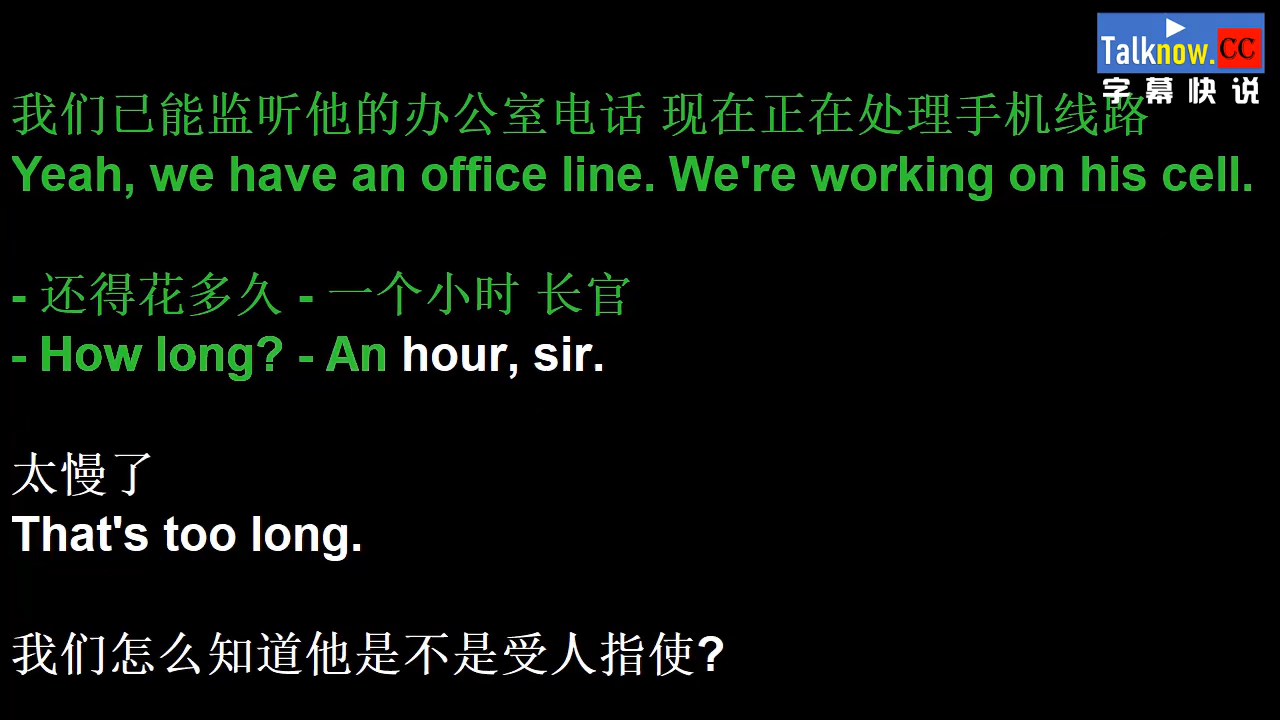 Talknow.CC
字幕快说
我们已能监听他的办公室电话 现在正在处理手机线路
Yeah, we have an office line. We're working on his cell.
- 还得花多久 - 一个小时 长官
- How long? - An hour, sir.
太慢了
That's too long.
我们怎么知道他是不是受人指使?